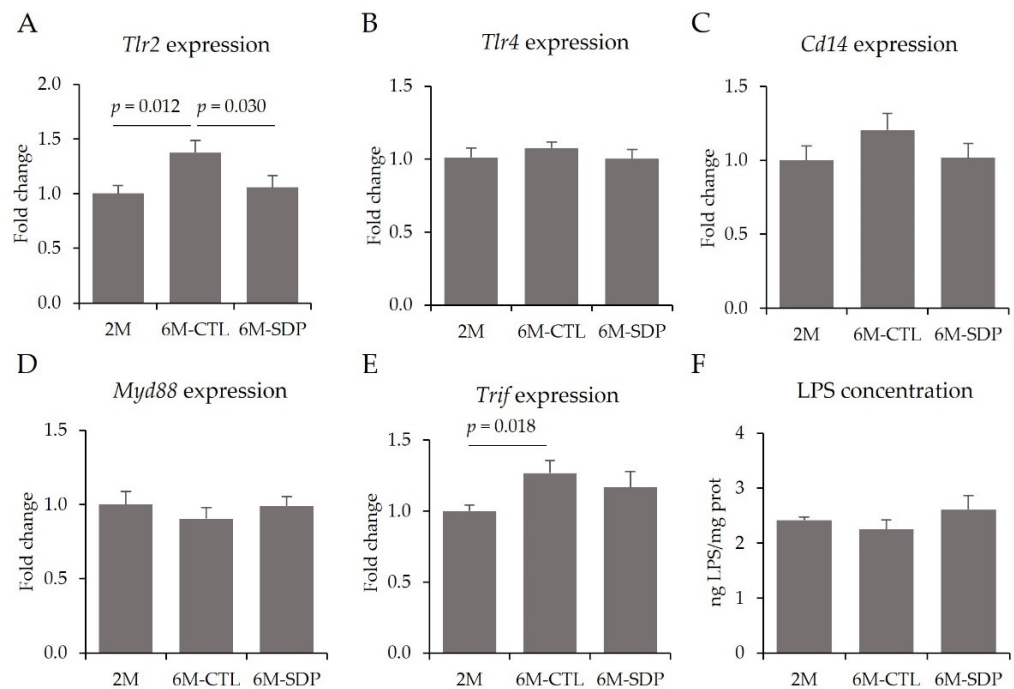 A
Tlr2 expression
2.0
1.5
1.0
0.5
0.0
Fold change
p = 0.012
p = 0.030
2M 6M-CTL 6M-SDP
B
Tlr4 expression
1.5
1.0
0.5
0.0
Fold change
2M 6M-CTL 6M-SDP
C
Cd14 expression
1.5
1.0
0.5
0.0
Fold change
2M 6M-CTL 6M-SDP
D
Myd88 expression
1.5
1.0
0.5
0.0
Fold change
2M 6M-CTL 6M-SDP
E
Trif expression
p = 0.018
1.5
1.0
0.5
0.0
Fold change
2M 6M-CTL 6M-SDP
F
LPS concentration
4
3
2
1
0
ng LPS/mg prot
2M 6M-CTL 6M-SDP